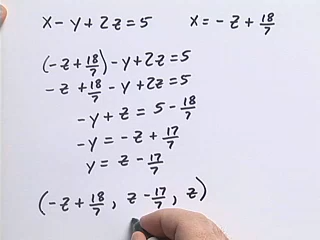 x - y + 2z = 5    x = -z + 18/7
(-z + 18/7) - y + 2z = 5
-z + 18/7 - y + 2z = 5
-y + z = 5 - 18/7
-y = -z + 17/7
y = z - 17/7
(-z + 18/7, z - 17/7, z)